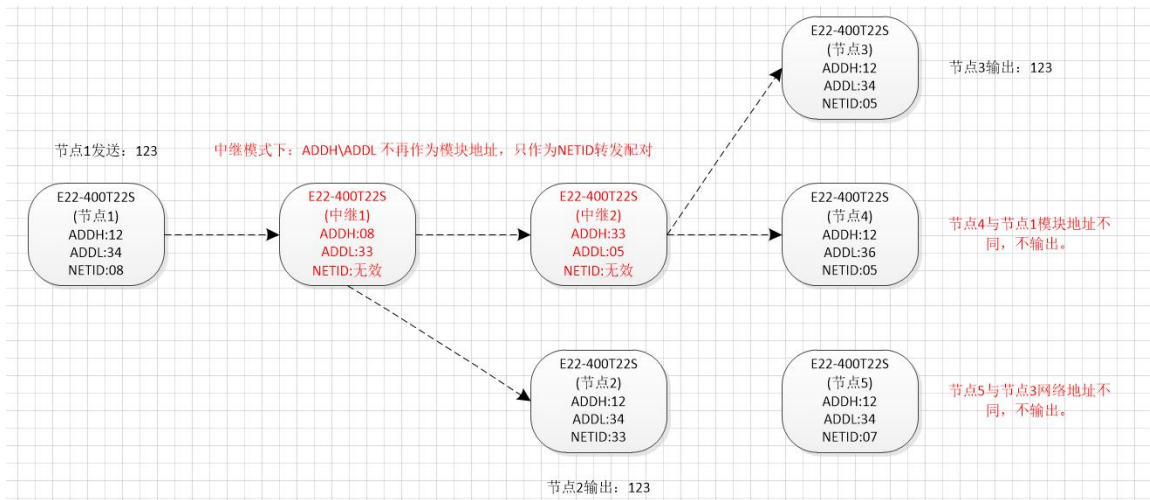 E22-400T22S
(节点3)
ADDH:12
ADDL:34
NETID:05
节点3输出：123
节点1发送：123
中继模式下：ADDH\ADDL 不再作为模块地址，只作为NETID转发配对
E22-400T22S
(节点1)
ADDH:12
ADDL:34
NETID:08
E22-400T22S
(中继1)
ADDH:08
ADDL:33
NETID:无效
E22-400T22S
(中继2)
ADDH:33
ADDL:05
NETID:无效
E22-400T22S
(节点4)
ADDH:12
ADDL:36
NETID:05
节点4与节点1模块地址不
同，不输出。
E22-400T22S
(节点2)
ADDH:12
ADDL:34
NETID:33
E22-400T22S
(节点5)
ADDH:12
ADDL:34
NETID:07
节点5与节点3网络地址不
同，不输出。
节点2输出：123